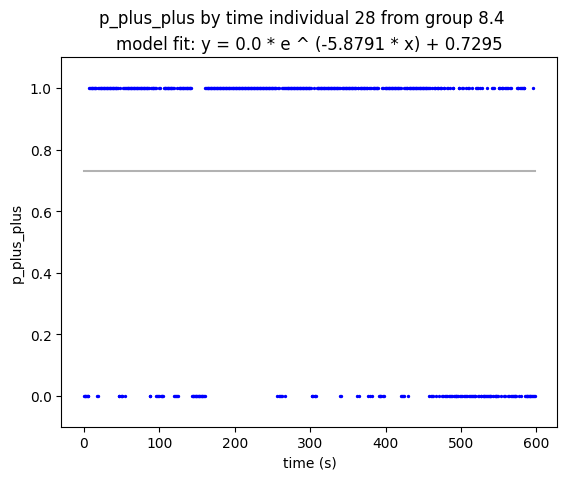 p_plus_plus by time individual 28 from group 8.4
model fit: y = 0.0 * e ^ (-5.8791 * x) + 0.7295
1.0
0.8
0.6
0.4
0.2
0.0
p_plus_plus
0 100 200 300 400 500 600
time (s)